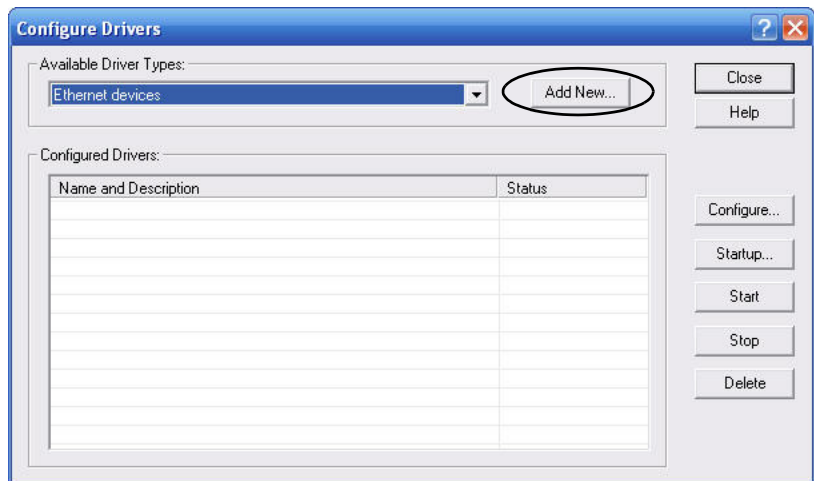 Configure Drivers
Available Driver Types:
Ethernet devices
Add New...
Close
Help
Configured Drivers:
Name and Description Status
Configure...
Startup...
Start
Stop
Delete